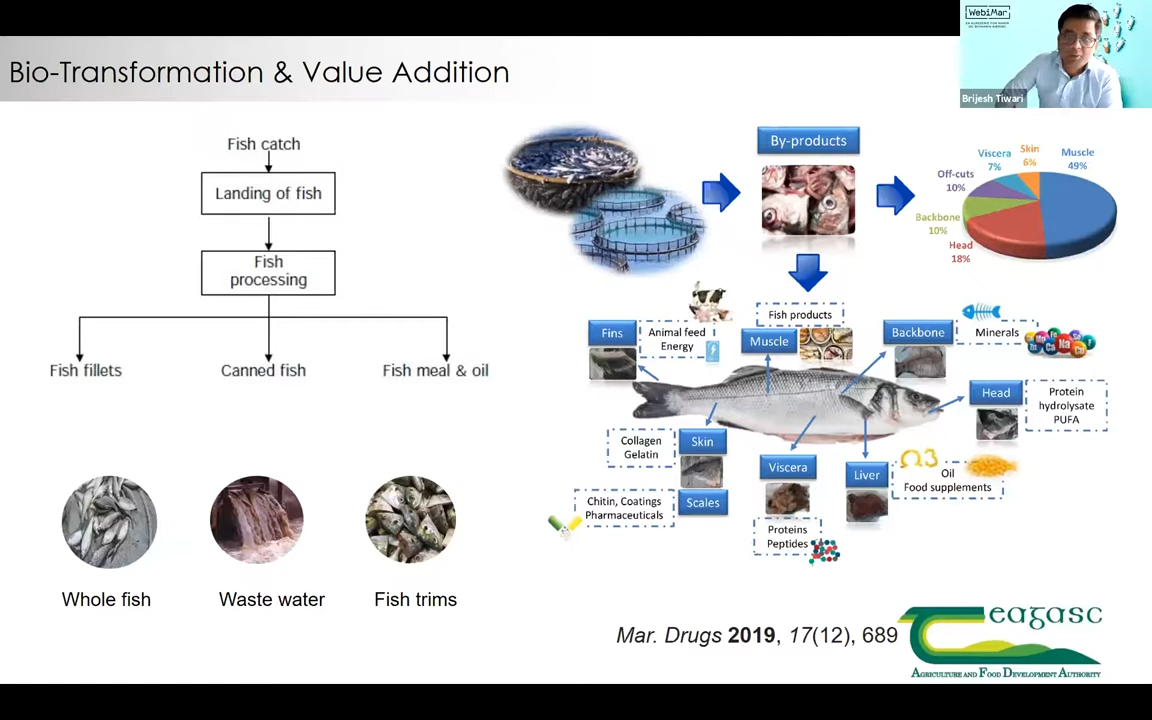 WebiMar
Brijesh Tiwari
Bio-Transformation & Value Addition
Fish catch
Landing of fish
Fish
processing
Fish fillets
Canned fish
Fish meal & oil
Whole fish
Waste water
Fish trims
By-products
Muscle
49%
Skin
6%
Viscera
7%
Off-cuts
10%
Backbone
10%
Head
18%
Fins
Animal feed
Energy
Fish products
Muscle
Backbone
Minerals
Head
Protein
hydrolysate
PUFA
Collagen
Gelatin
Skin
Chitin, Coatings
Pharmaceuticals
Scales
Viscera
Proteins
Peptides
Liver
Ω3
Oil
Food supplements
Mar. Drugs 2019, 17(12), 689
Teagasc
AGRICULTURE AND FOOD DEVELOPMENT AUTHORITY